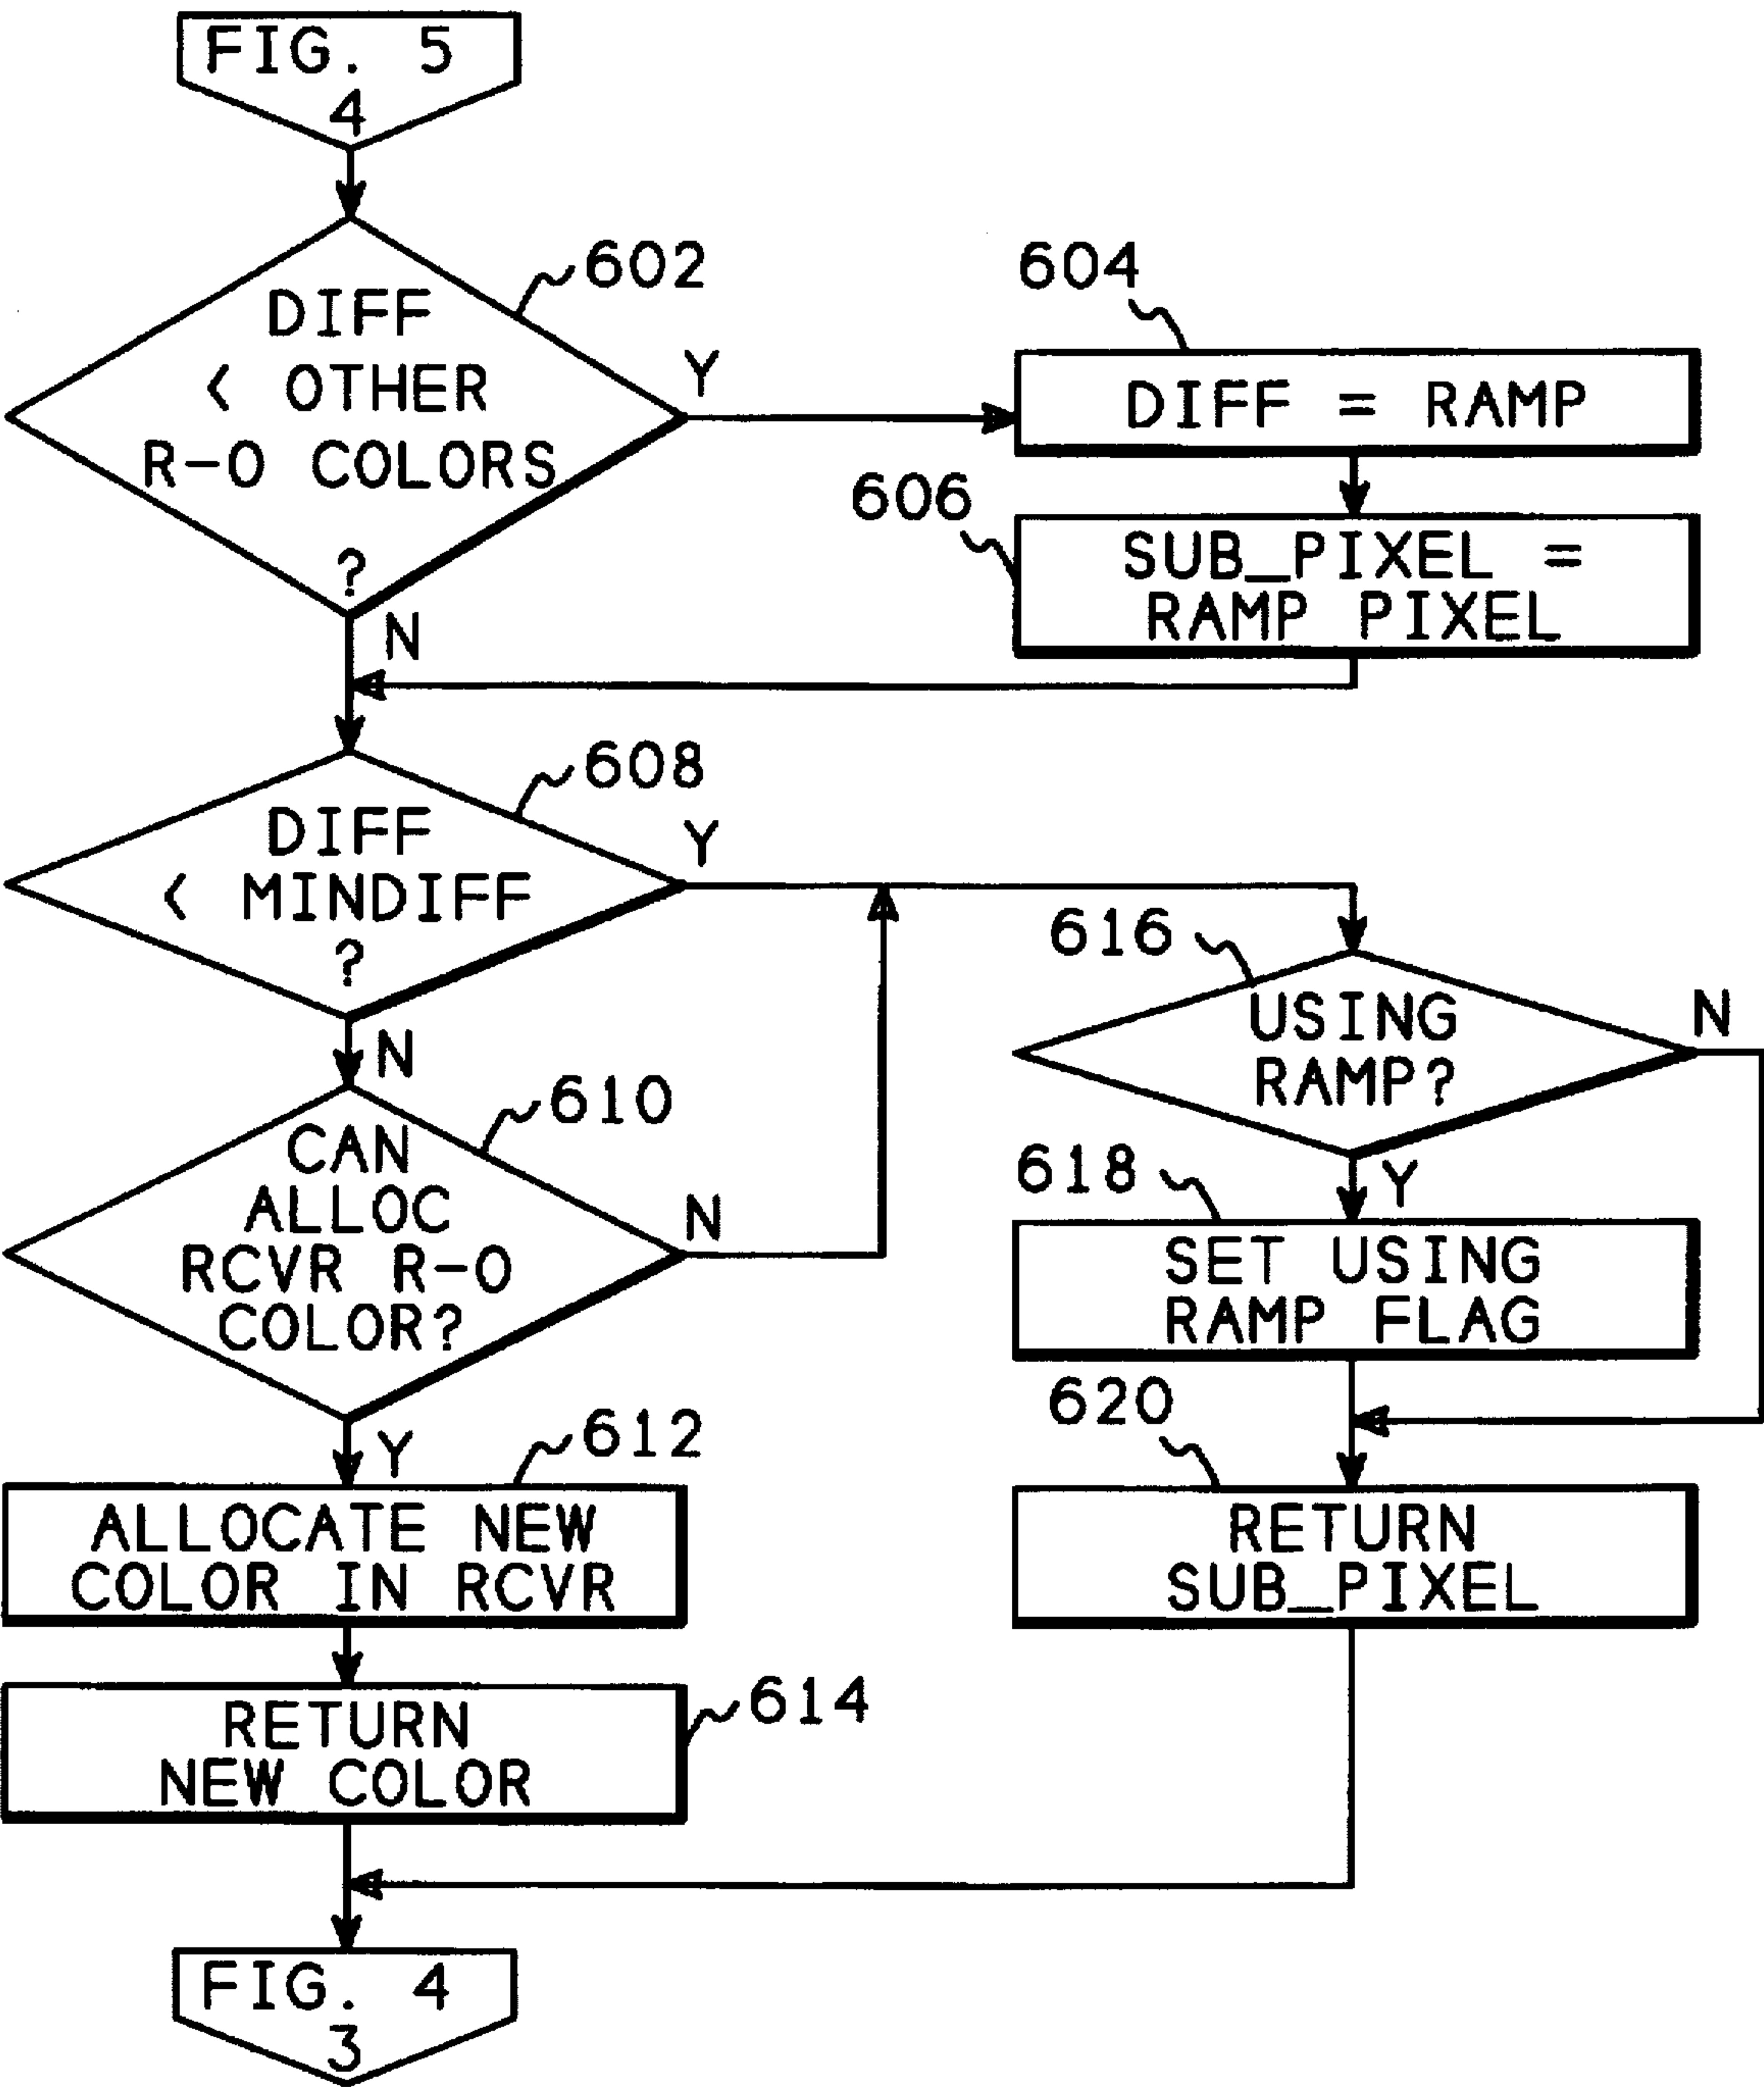 FIG. 5
4
602
DIFF
< OTHER
R-O COLORS
?
Y
N
604
DIFF = RAMP
606
SUB_PIXEL =
RAMP PIXEL
608
DIFF
< MINDIFF
?
Y
N
610
CAN
ALLOC
RCVR R-O
COLOR?
N
Y
616
USING
RAMP?
N
Y
618
SET USING
RAMP FLAG
612
ALLOCATE NEW
COLOR IN RCVR
620
RETURN
SUB_PIXEL
614
RETURN
NEW COLOR
FIG. 4
3